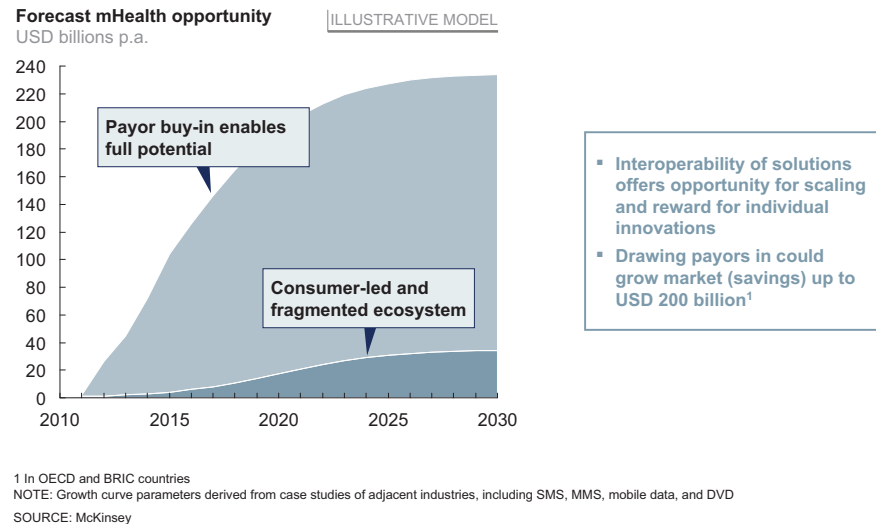 Forecast mHealth opportunity
USD billions p.a.
ILLUSTRATIVE MODEL
240
220
200
180
160
140
120
100
80
60
40
20
0
Payor buy-in enables
full potential
Consumer-led and
fragmented ecosystem
2010 2015 2020 2025 2030
▪ Interoperability of solutions
offers opportunity for scaling
and reward for individual
innovations
▪ Drawing payors in could
grow market (savings) up to
USD 200 billion¹
1 In OECD and BRIC countries
NOTE: Growth curve parameters derived from case studies of adjacent industries, including SMS, MMS, mobile data, and DVD
SOURCE: McKinsey